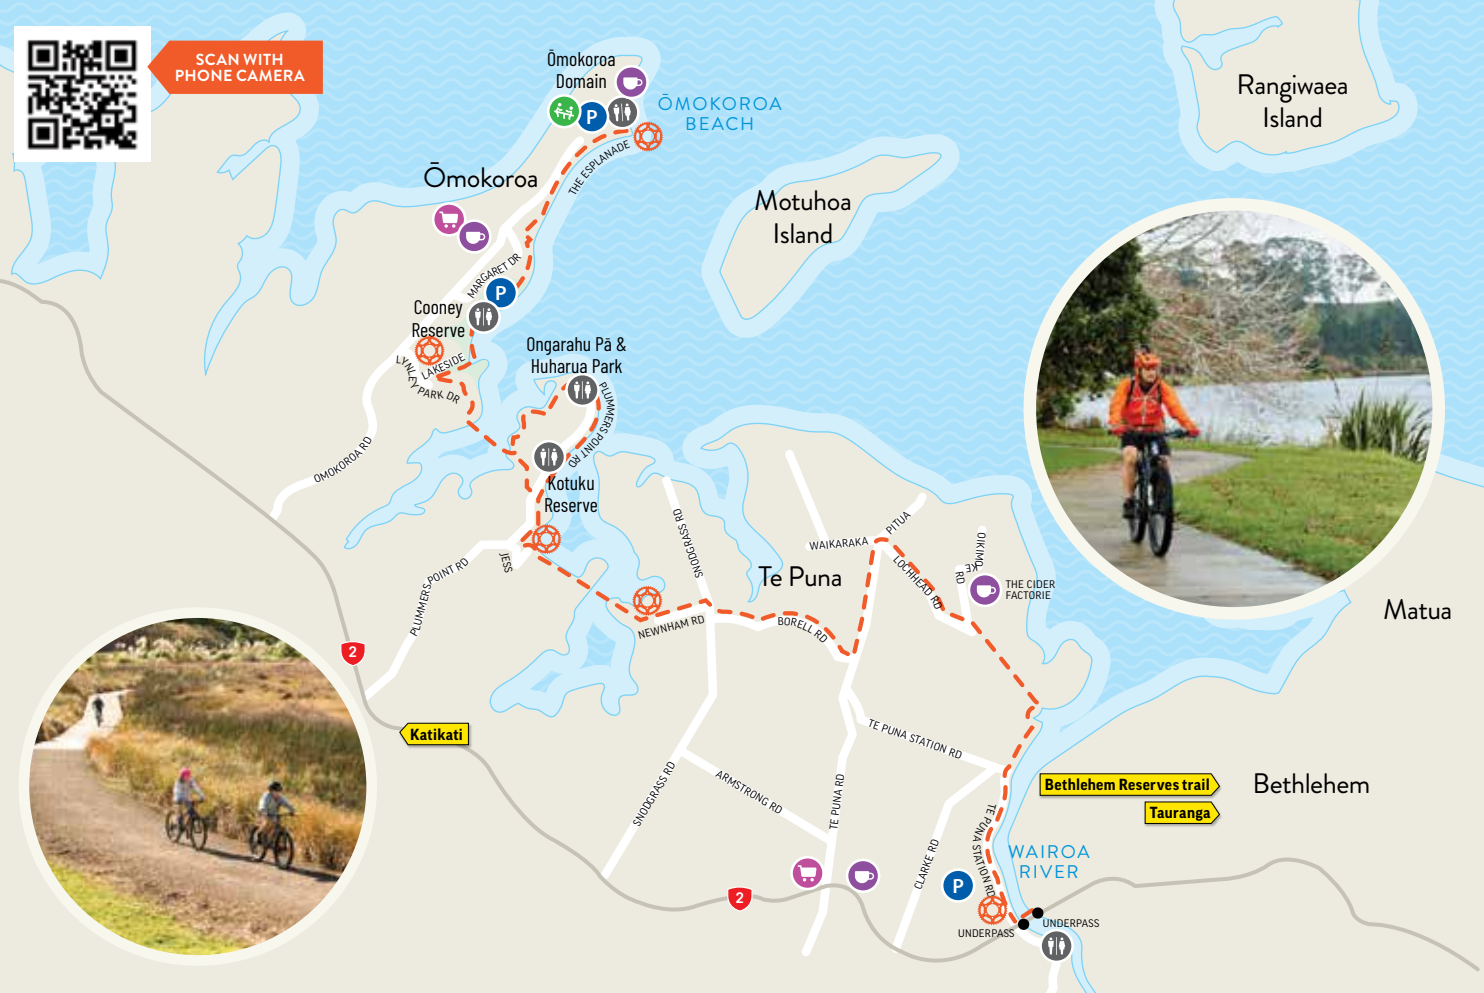 SCAN WITH
PHONE CAMERA
Ōmokoroa
Domain
P
ŌMOKOROA
BEACH
THE ESPLANADE
Rangiwaea
Island
Ōmokoroa
Motuhoa
Island
MARGARET DR
P
Cooney
Reserve
LAKESIDE
LYNLEY PARK DR
Ongarahu Pā &
Huharua Park
PLUMMERS POINT RD
OMOKOROA RD
Kotuku
Reserve
JESS
PLUMMERS POINT RD
SNODGRASS RD
WAIKARAKA
PITUA
OIKIMOKE
RD
LOCHHEAD RD
THE CIDER
FACTORIE
Te Puna
NEWNHAM RD
BORELL RD
Matua
2
Katikati
TE PUNA STATION RD
SNODGRASS RD
ARMSTRONG RD
TE PUNA RD
CLARKE RD
TE PUNA STATION RD
Bethlehem Reserves trail
Tauranga
Bethlehem
WAIROA
RIVER
P
2
UNDERPASS
UNDERPASS